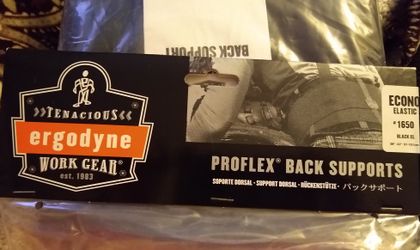 BACK SUPPORT
TENACIOUS
ergodyne
WORK GEAR®
est. 1983
ECONO
ELASTIC
#1650
BLACK XL
PROFLEX® BACK SUPPORTS
SOPORTE DORSAL · SUPPORT DORSAL · RÜCKENSTÜTZE · バックサポート